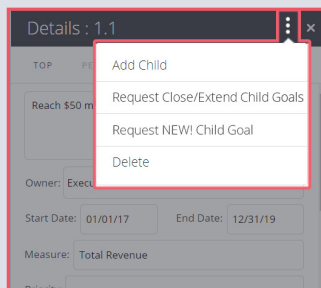 Details : 1.1
×
TOP
Add Child
Reach $50 m
Request Close/Extend Child Goals
Request NEW! Child Goal
Delete
Owner:
Start Date: 01/01/17 End Date: 12/31/19
Measure: Total Revenue